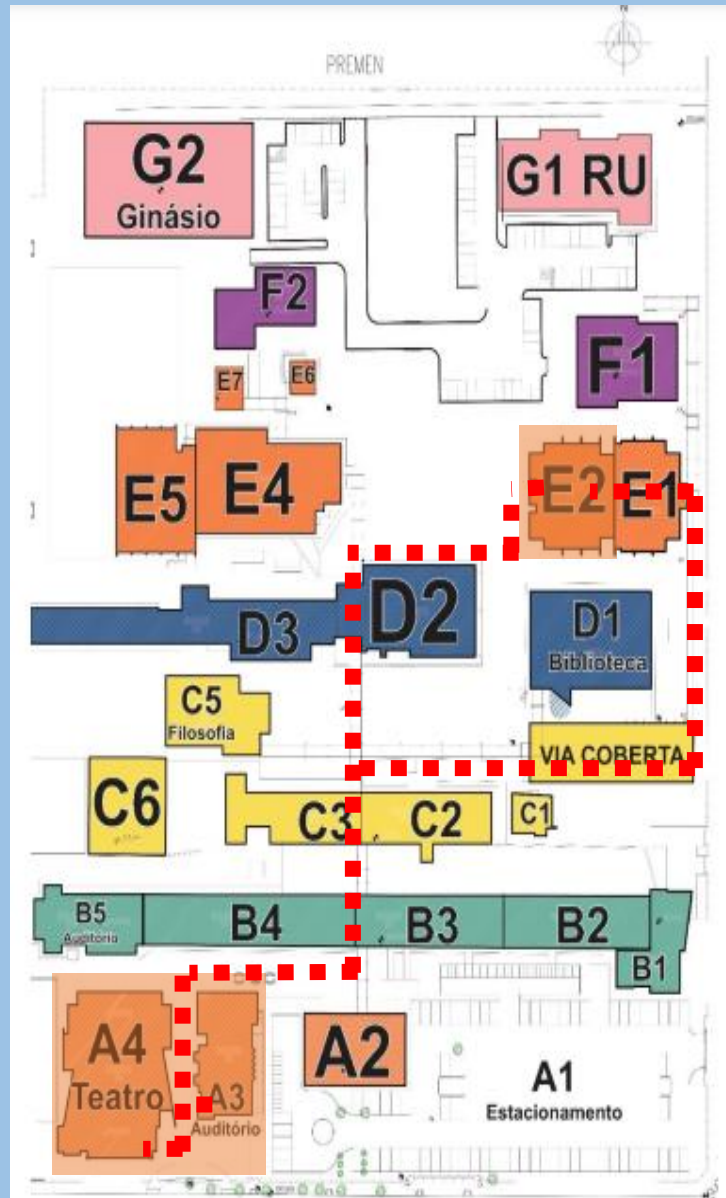 N
PREMEN
G2
Ginásio
G1 RU
F2
F1
E7
E6
E5
E4
E2
E1
D3
D2
D1
Biblioteca
C5
Filosofia
VIA COBERTA
C6
C3
C2
C1
B5
Auditório
B4
B3
B2
B1
A4
Teatro
A3
Auditório
A2
A1
Estacionamento